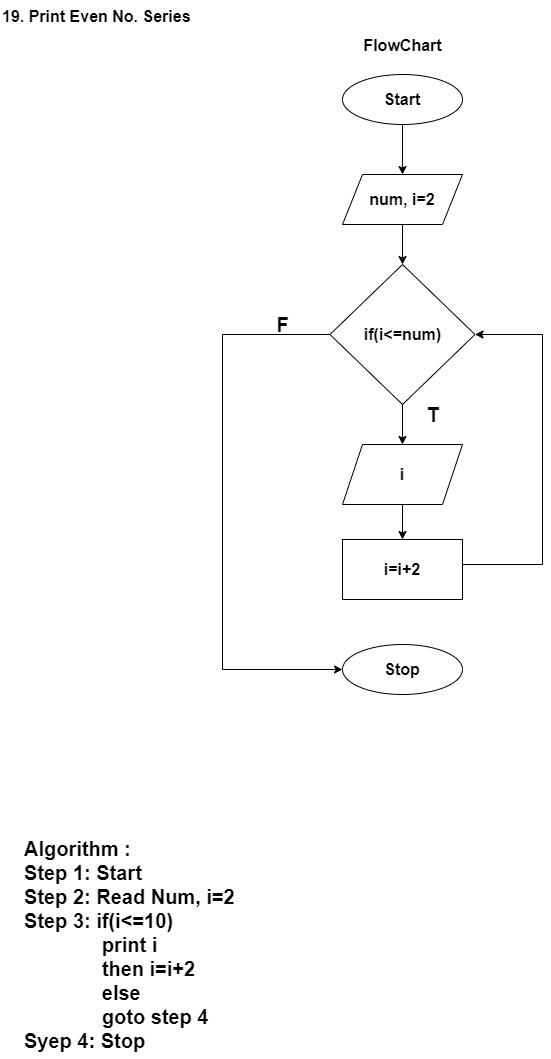 19. Print Even No. Series
FlowChart
Start
num, i=2
if(i<=num)
F
T
i
i=i+2
Stop
Algorithm :
Step 1: Start
Step 2: Read Num, i=2
Step 3: if(i<=10)
print i
then i=i+2
else
goto step 4
Syep 4: Stop